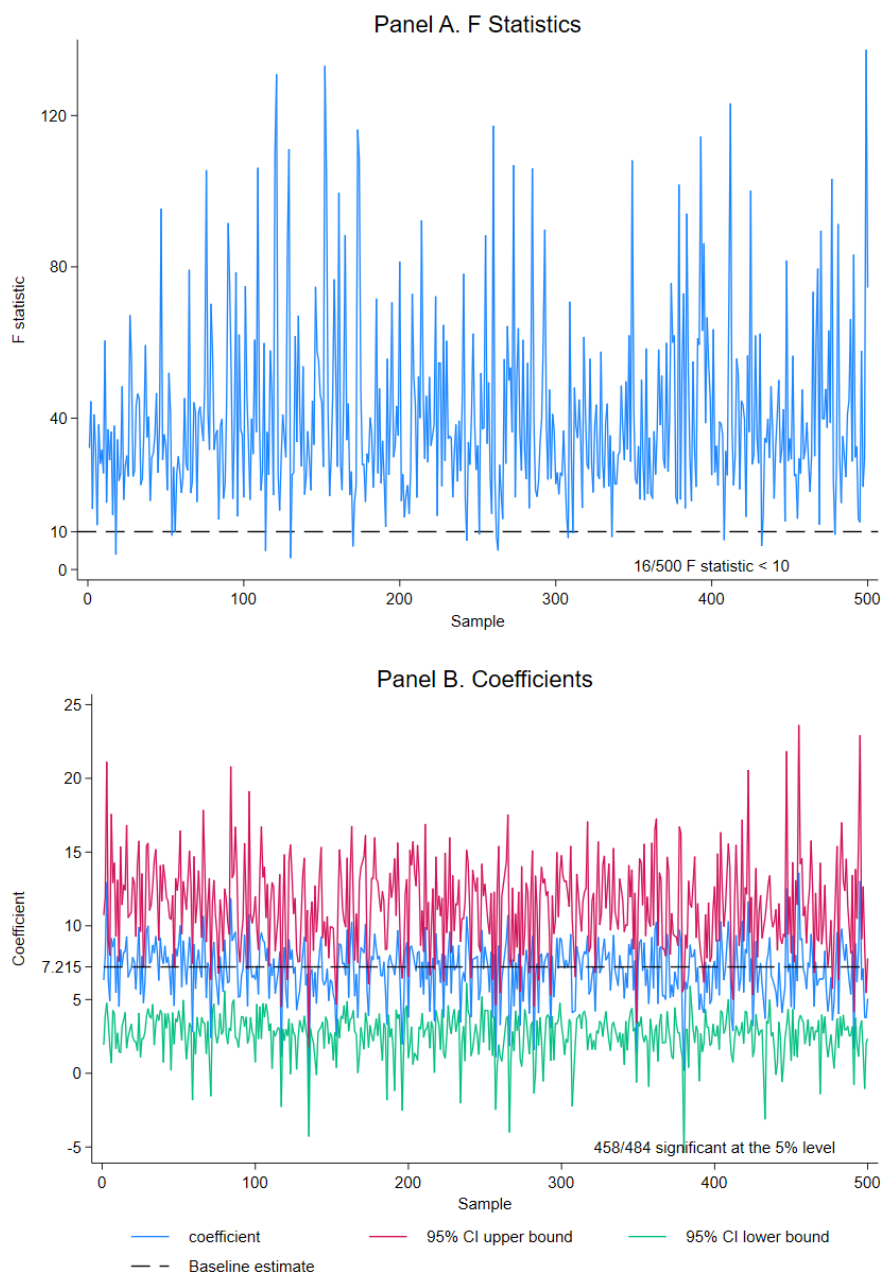 Panel A. F Statistics
120
80
40
10
0
F statistic
16/500 F statistic < 10
0 100 200 300 400 500
Sample
Panel B. Coefficients
25
20
15
10
7.215
5
0
-5
Coefficient
458/484 significant at the 5% level
0 100 200 300 400 500
Sample
coefficient 95% CI upper bound 95% CI lower bound
Baseline estimate